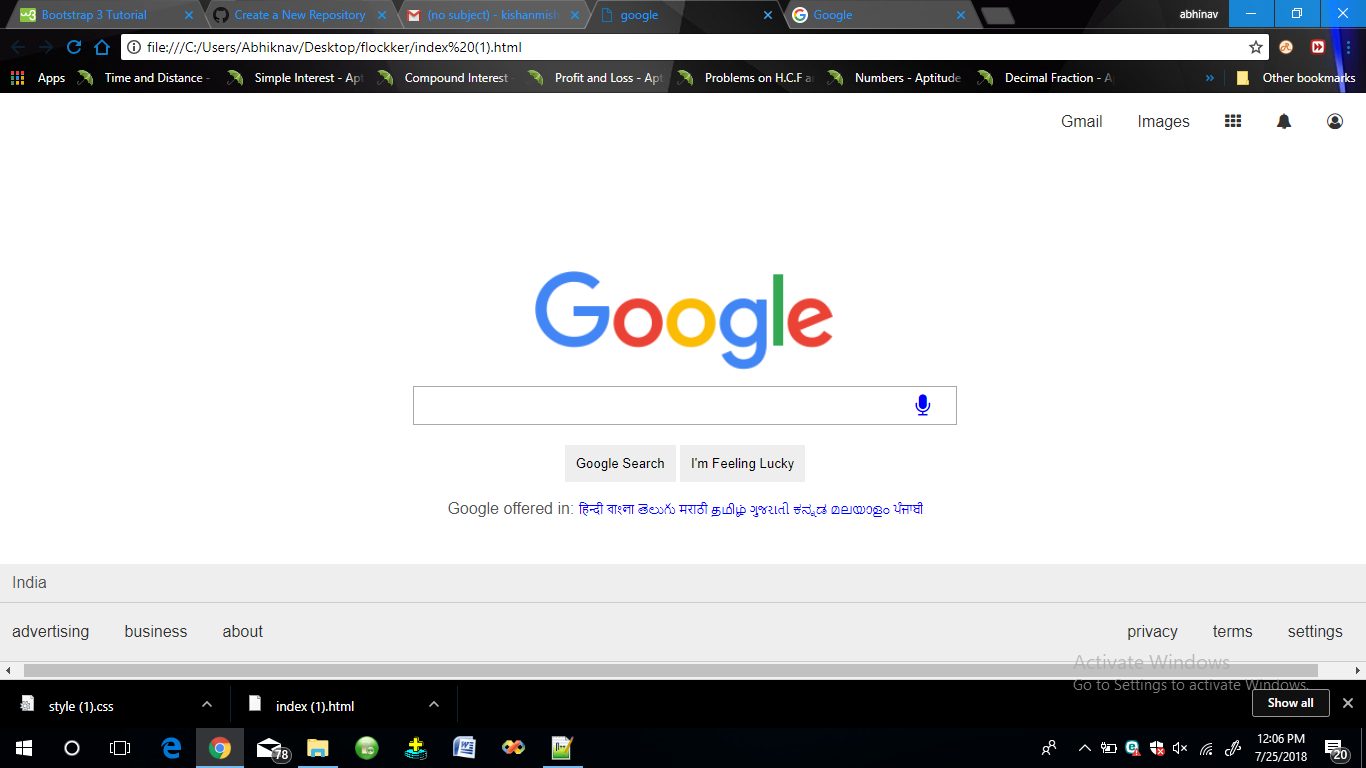 Bootstrap 3 Tutorial Create a New Repository (no subject) - kishanmish google Google abhinav
file:///C:/Users/Abhiknav/Desktop/flockker/index%20(1).html
Apps Time and Distance - Simple Interest - Apt Compound Interest - Profit and Loss - Apt Problems on H.C.F a Numbers - Aptitude Decimal Fraction - A » Other bookmarks
Gmail Images
Google
Google Search I'm Feeling Lucky
Google offered in: हिन्दी বাংলা తెలుగు मराठी தமிழ் ગુજરાતી ಕನ್ನಡ മലയാളം ਪੰਜਾਬੀ
India
advertising business about privacy terms settings
Activate Windows
Go to Settings to activate Windows.
style (1).css index (1).html Show all
78 12:06 PM
7/25/2018 20